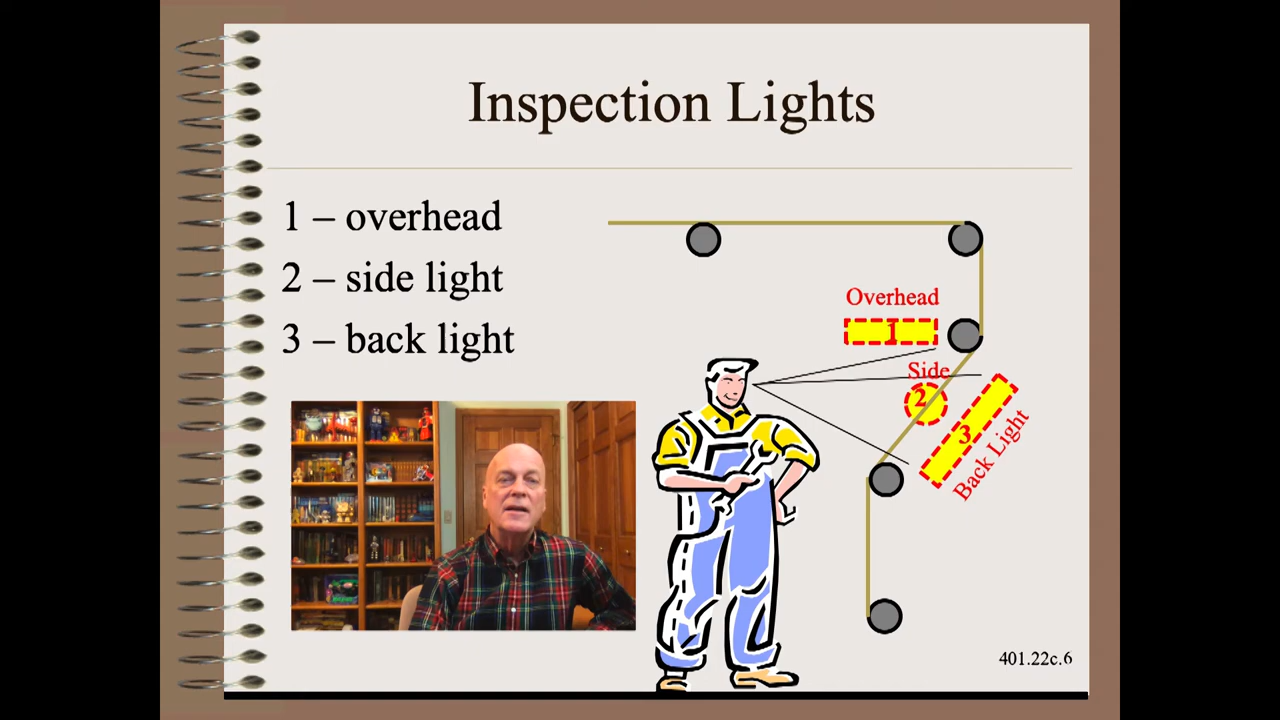 Inspection Lights
1 – overhead
2 – side light
3 – back light
Overhead
1
Side
2
3
Back Light
401.22c.6